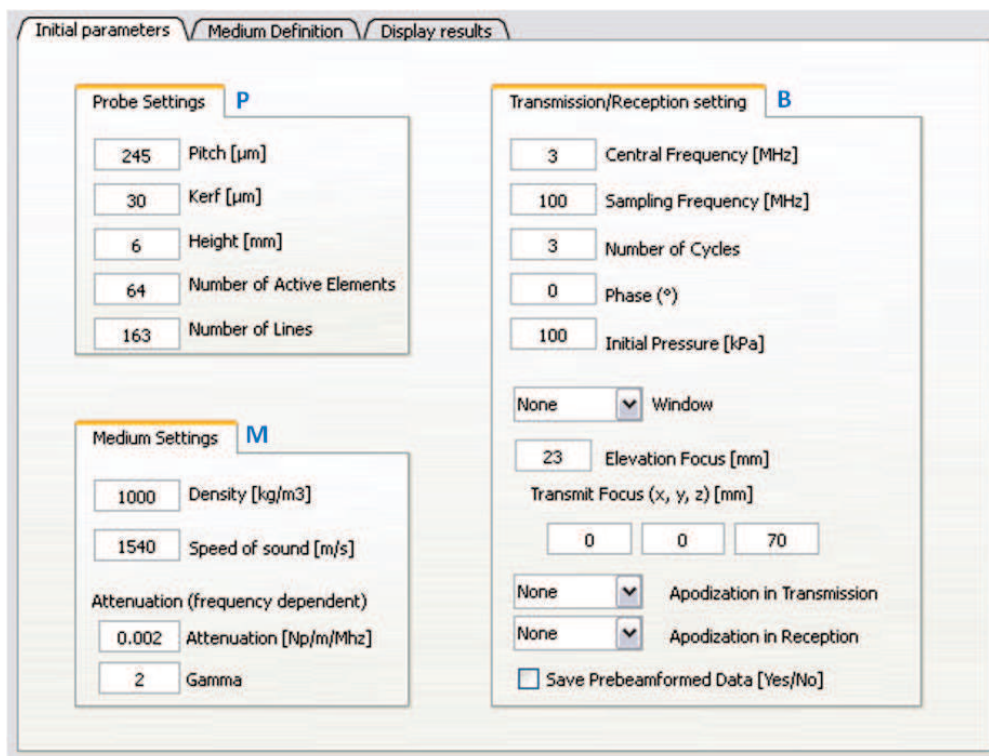 Initial parameters
Medium Definition
Display results
Probe Settings P
245 Pitch [µm]
30 Kerf [µm]
6 Height [mm]
64 Number of Active Elements
163 Number of Lines
Medium Settings M
1000 Density [kg/m3]
1540 Speed of sound [m/s]
Attenuation (frequency dependent)
0.002 Attenuation [Np/m/Mhz]
2 Gamma
Transmission/Reception setting B
3 Central Frequency [MHz]
100 Sampling Frequency [MHz]
3 Number of Cycles
0 Phase (°)
100 Initial Pressure [kPa]
None Window
23 Elevation Focus [mm]
Transmit Focus (x, y, z) [mm]
0 0 70
None Apodization in Transmission
None Apodization in Reception
Save Prebeamformed Data [Yes/No]